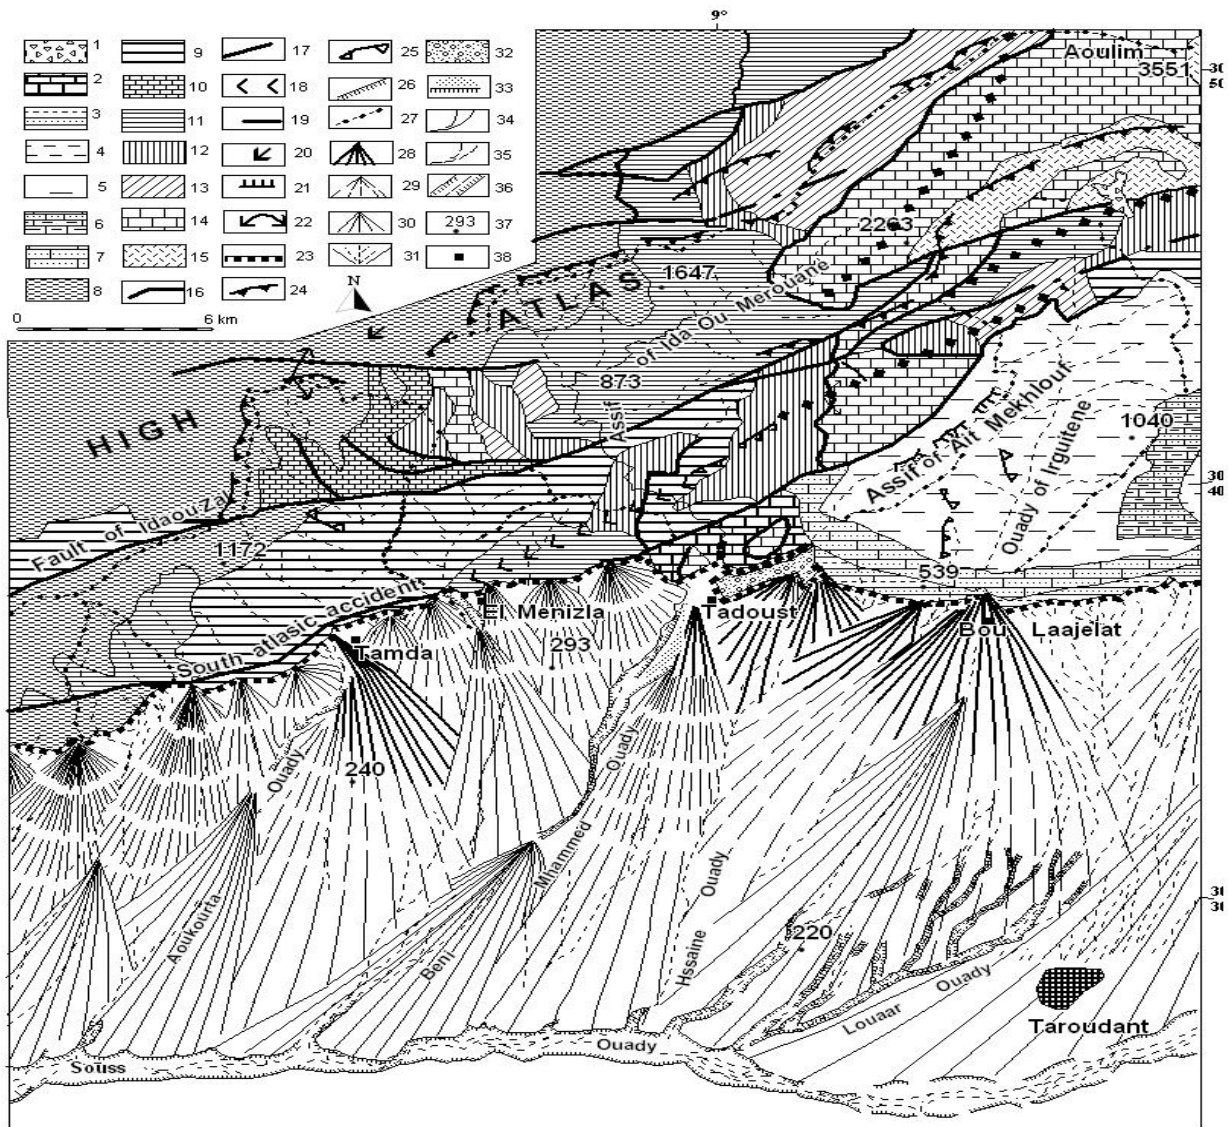 9°
Aoulim
3551
30
50
1 9 17 25 32
2 10 18 26 33
3 11 19 27 34
4 12 20 28 35
5 13 21 29 36
6 14 22 30 293 37
7 15 23 31 38
8 16 24
N
0 6 km
2263
1647
ATLAS
Assif of Ida Ou Merouane
873
HIGH
Fault of Idaou Zal
1172
Assif of Ait Mekhlouf
Ouady of Irguitene
1040
30
40
South atlasic accident
El Menizla
Tadoust
539
Bou Laajelat
Tamda
293
240
Aoukourta Ouady
Beni- Mhammed Ouady
Hssaine Ouady
220
Louaar Ouady
30
30
Taroudant
Souss Ouady